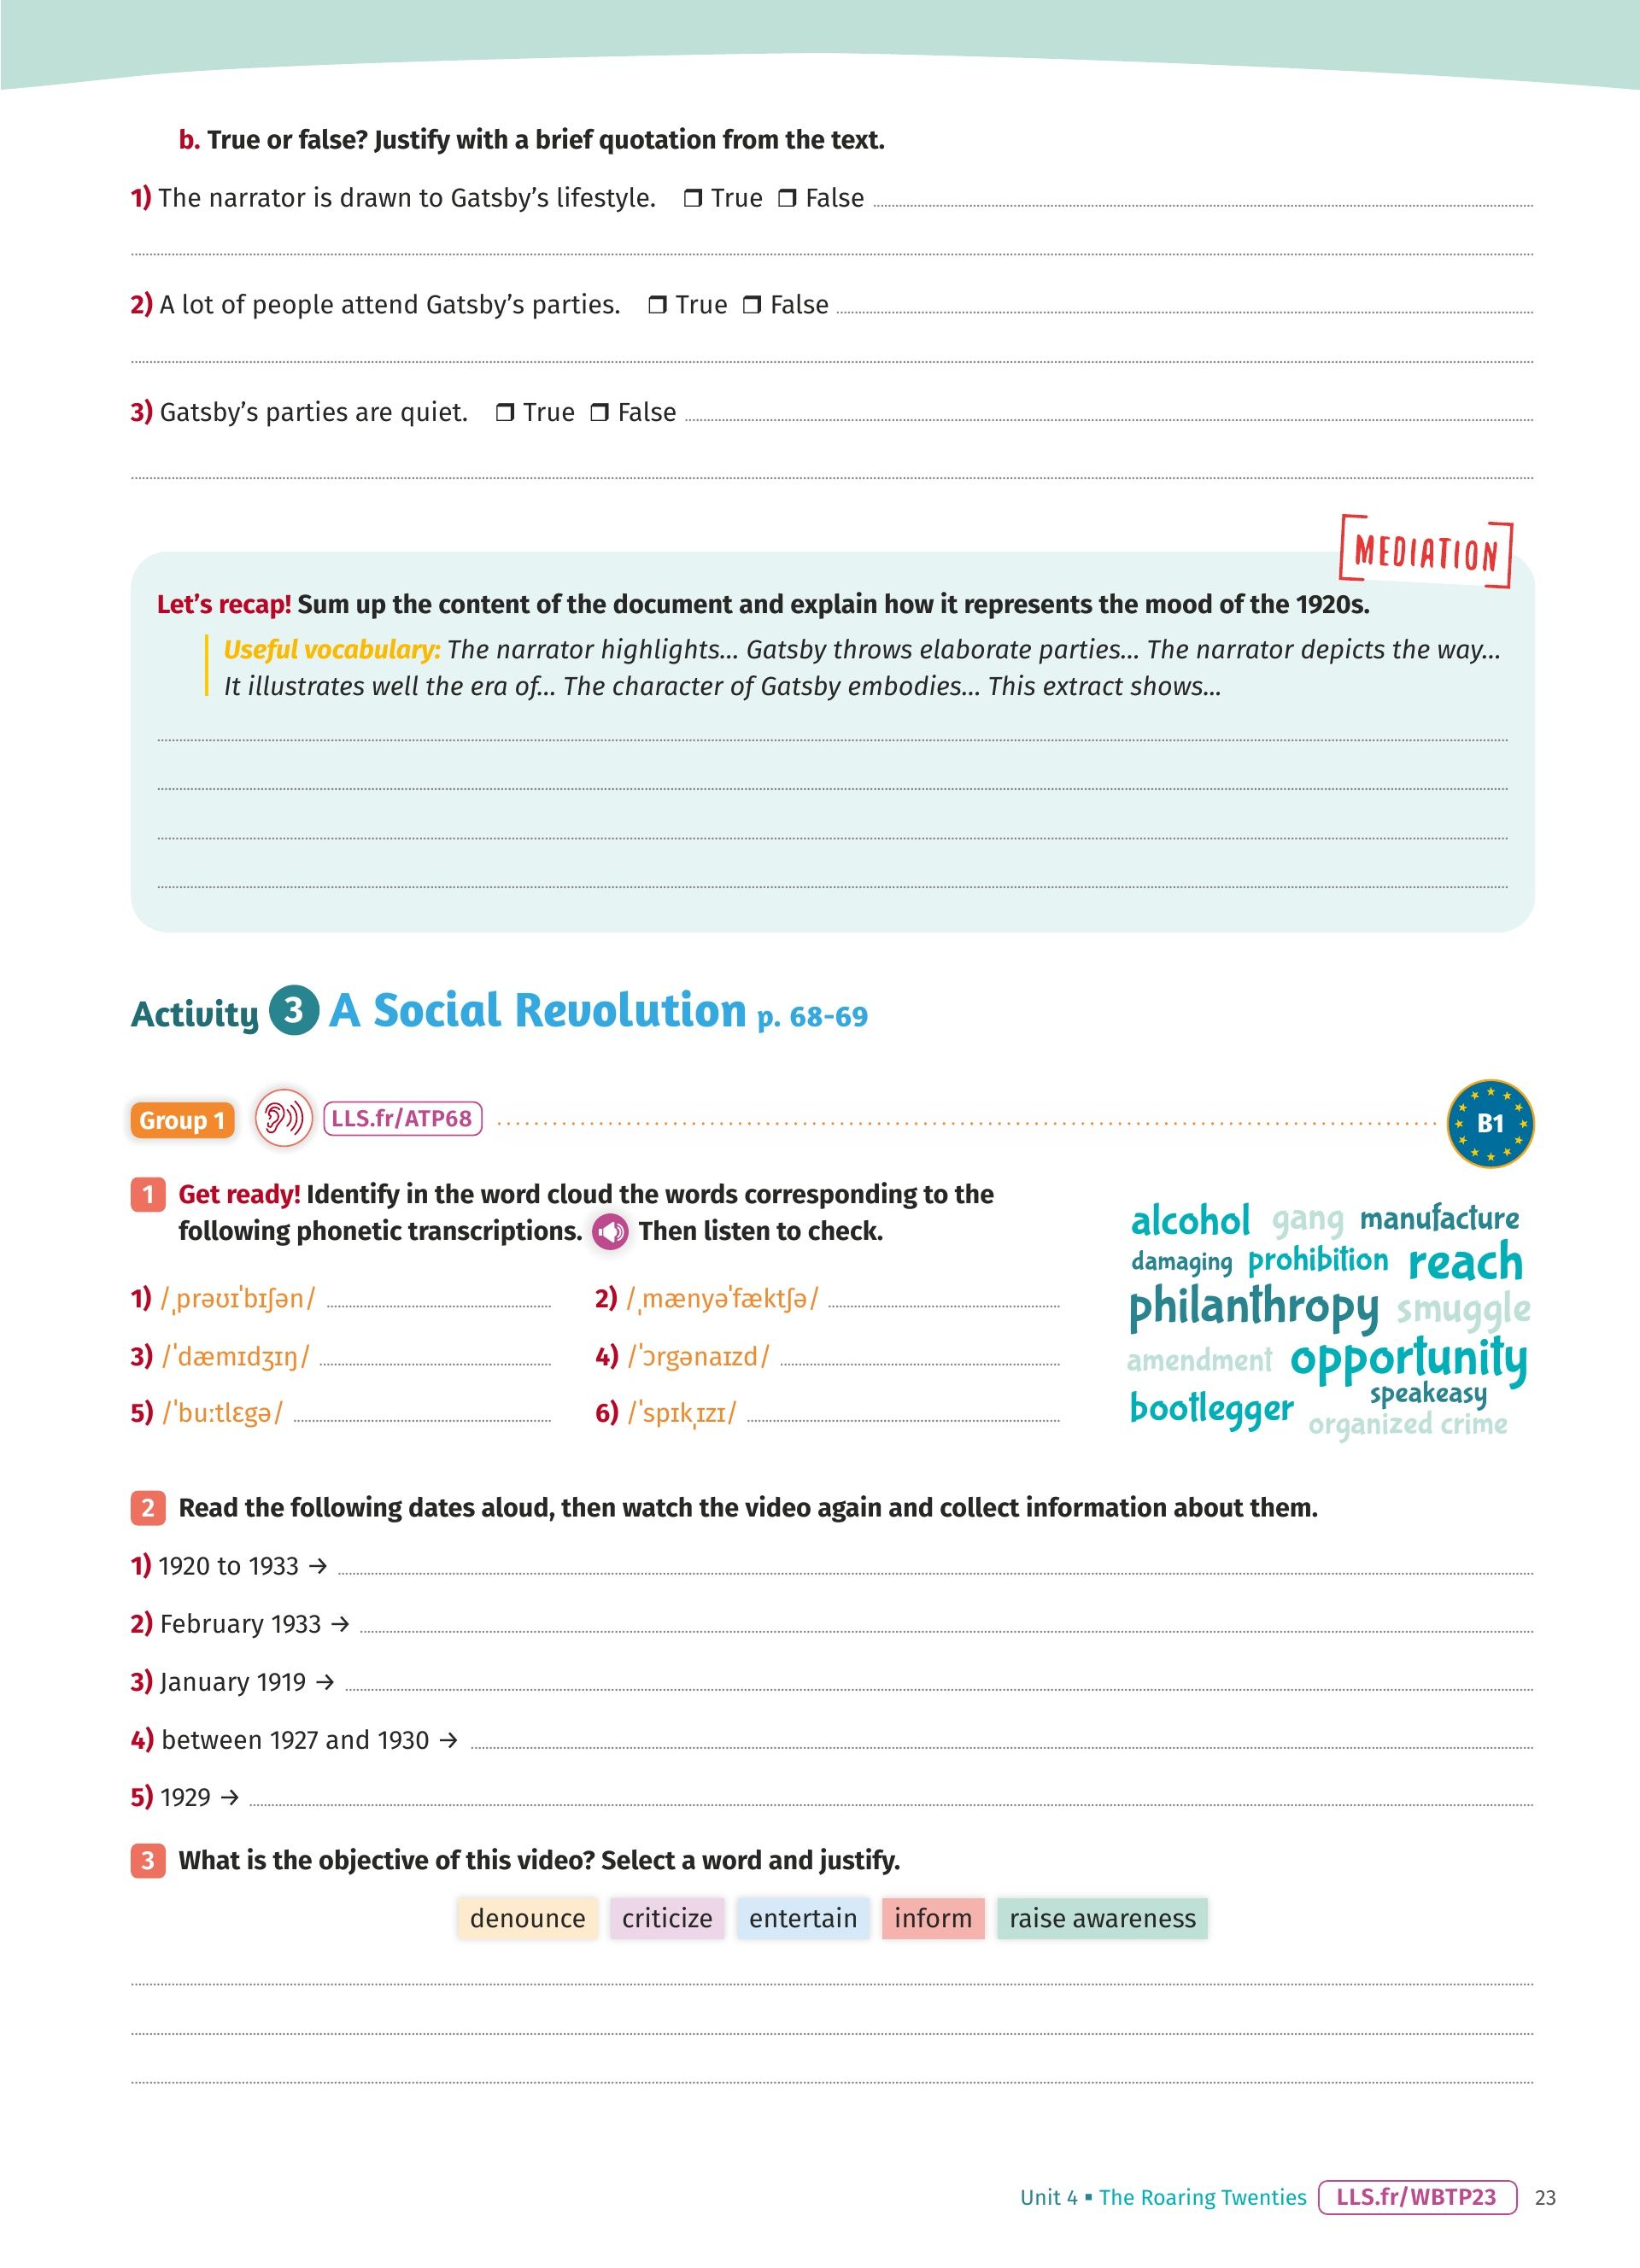 b. True or false? Justify with a brief quotation from the text.
1) The narrator is drawn to Gatsby’s lifestyle. ❒ True ❒ False
2) A lot of people attend Gatsby’s parties. ❒ True ❒ False
3) Gatsby’s parties are quiet. ❒ True ❒ False
MEDIATION
Let’s recap! Sum up the content of the document and explain how it represents the mood of the 1920s.
Useful vocabulary: The narrator highlights... Gatsby throws elaborate parties... The narrator depicts the way...
It illustrates well the era of... The character of Gatsby embodies... This extract shows...
Activity 3 A Social Revolution p. 68-69
Group 1 LLS.fr/ATP68 B1
1 Get ready! Identify in the word cloud the words corresponding to the
following phonetic transcriptions. Then listen to check.
1) /ˌprəʊɪˈbɪʃən/
2) /ˌmænyəˈfæktʃə/
3) /ˈdæmɪdʒɪŋ/
4) /ˈɔrgənaɪzd/
5) /ˈbuːtlɛgə/
6) /ˈspɪkˌɪzɪ/
alcohol gang manufacture
damaging prohibition reach
philanthropy smuggle
amendment opportunity
bootlegger speakeasy
organized crime
2 Read the following dates aloud, then watch the video again and collect information about them.
1) 1920 to 1933 →
2) February 1933 →
3) January 1919 →
4) between 1927 and 1930 →
5) 1929 →
3 What is the objective of this video? Select a word and justify.
denounce criticize entertain inform raise awareness
Unit 4 ▪ The Roaring Twenties LLS.fr/WBTP23 23